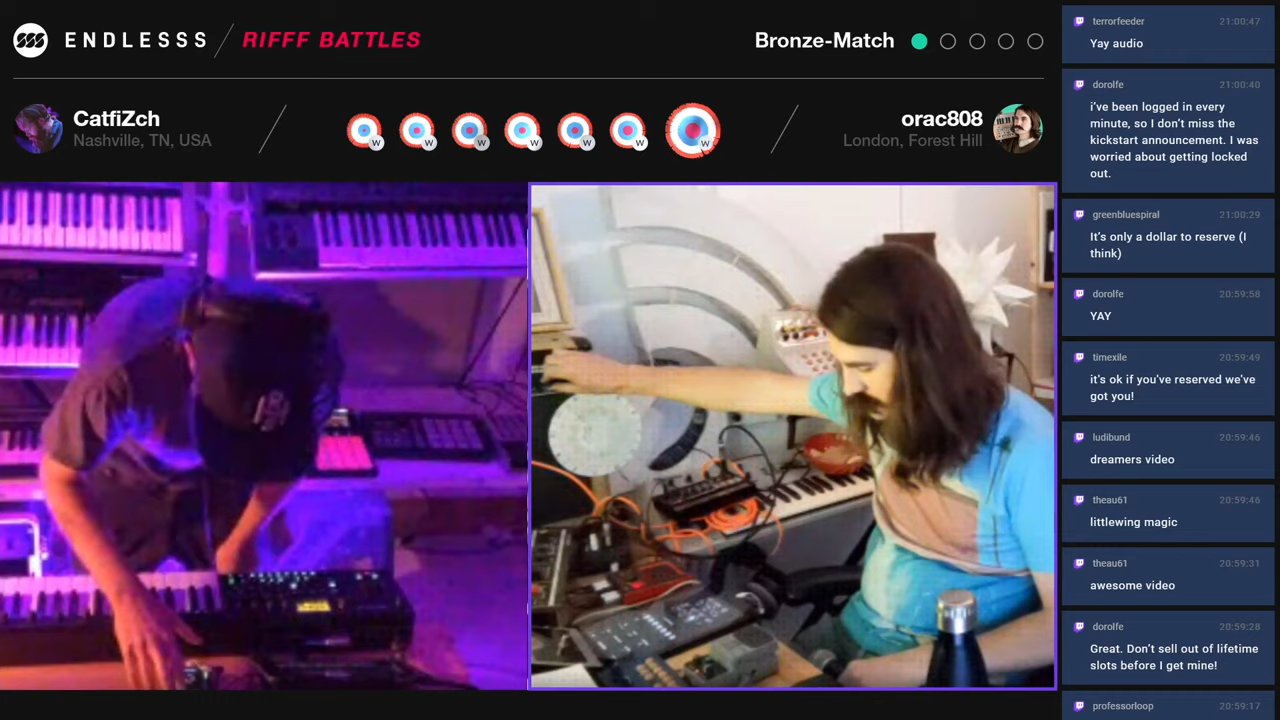 ENDLESSS / RIFFF BATTLES
Bronze-Match
CatfiZch
Nashville, TN, USA
W
W
W
W
W
W
W
orac808
London, Forest Hill
terrorfeeder 21:00:47
Yay audio
dorolfe 21:00:40
i've been logged in every
minute, so I don't miss the
kickstart announcement. I was
worried about getting locked
out.
greenbluespiral 21:00:29
It's only a dollar to reserve (I
think)
dorolfe 20:59:58
YAY
timexile 20:59:49
it's ok if you've reserved we've
got you!
ludibund 20:59:46
dreamers video
theau61 20:59:46
littlewing magic
theau61 20:59:31
awesome video
dorolfe 20:59:28
Great. Don't sell out of lifetime
slots before I get mine!
professorloop 20:59:17